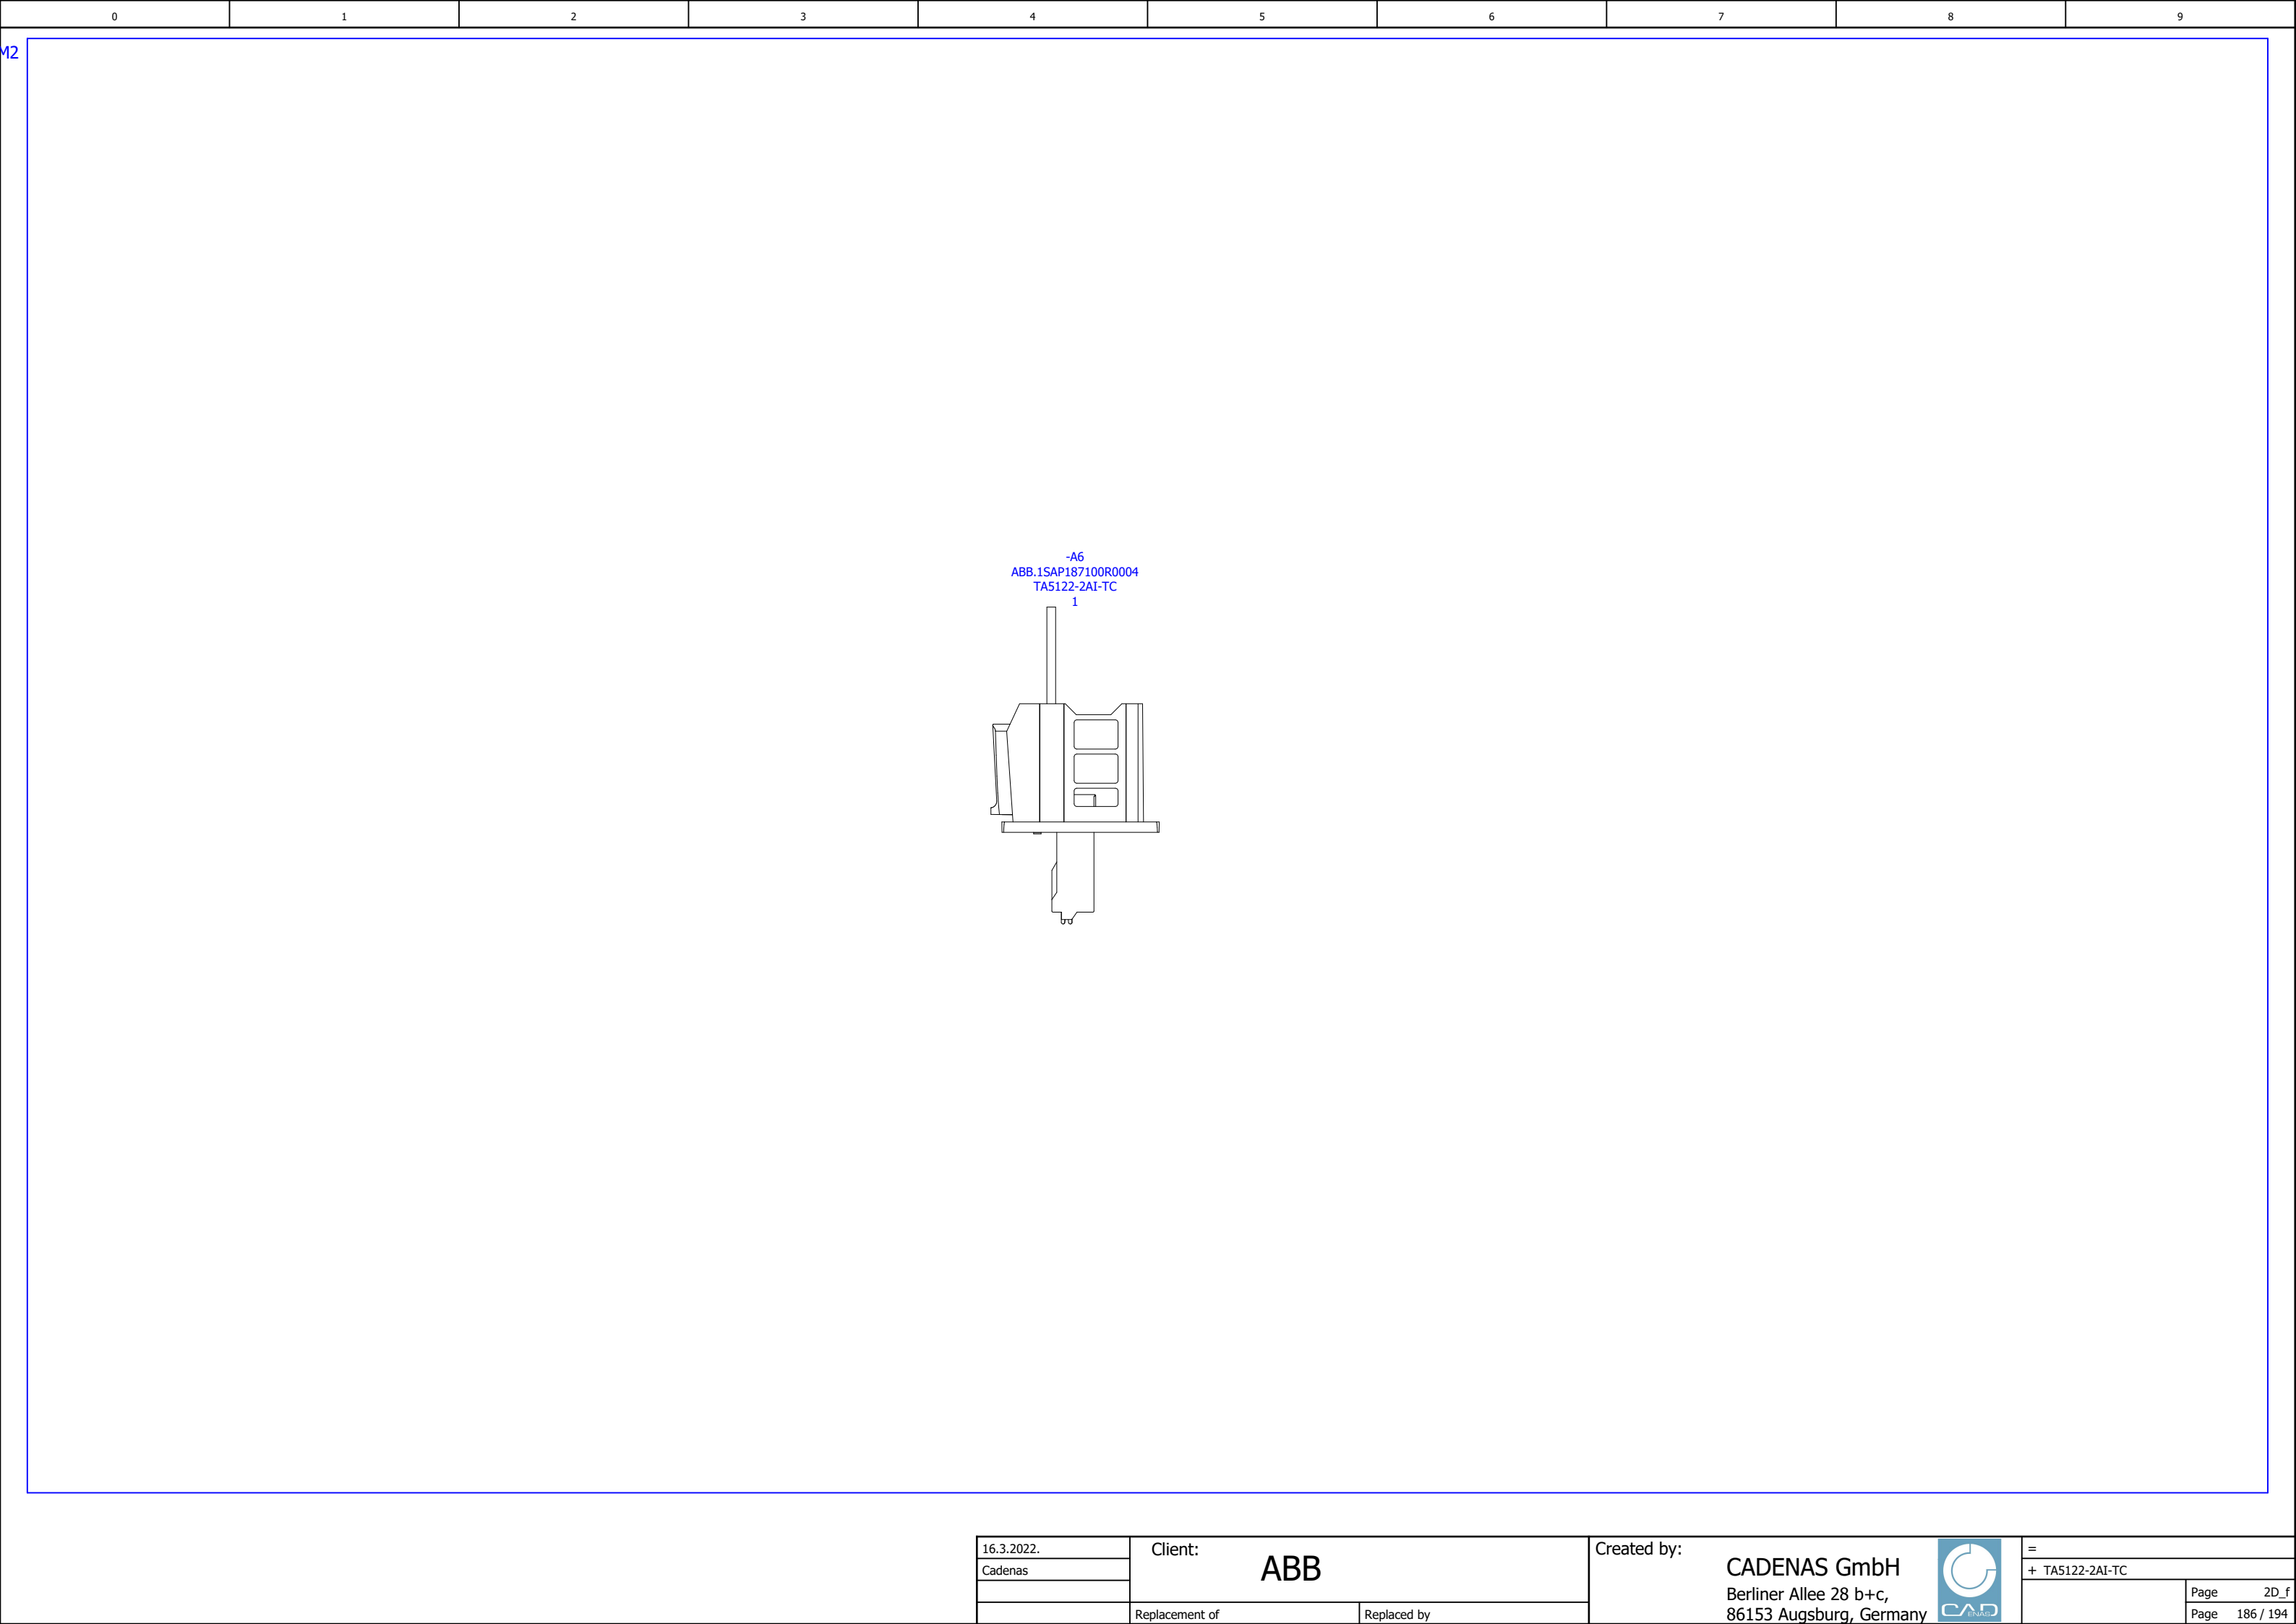 0 1 2 3 4 5 6 7 8 9
M2
-A6
ABB.1SAP187100R0004
TA5122-2AI-TC
1
16.3.2022.
Cadenas
Client:
ABB
Replacement of
Replaced by
Created by:
CADENAS GmbH
Berliner Allee 28 b+c,
86153 Augsburg, Germany
CAD
ENAS
=
+ TA5122-2AI-TC
Page 2D_f
Page 186 / 194